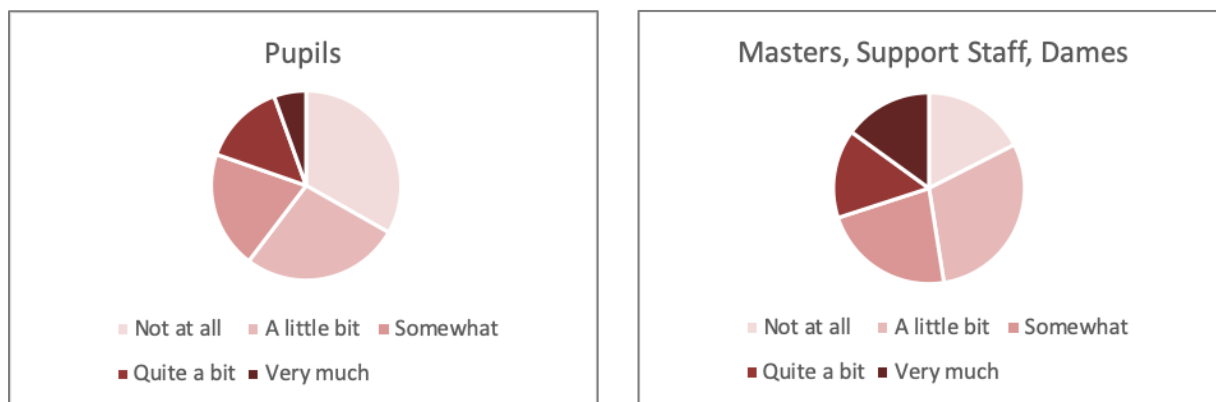 Pupils
Not at all A little bit Somewhat
Quite a bit Very much
Masters, Support Staff, Dames
Not at all A little bit Somewhat
Quite a bit Very much